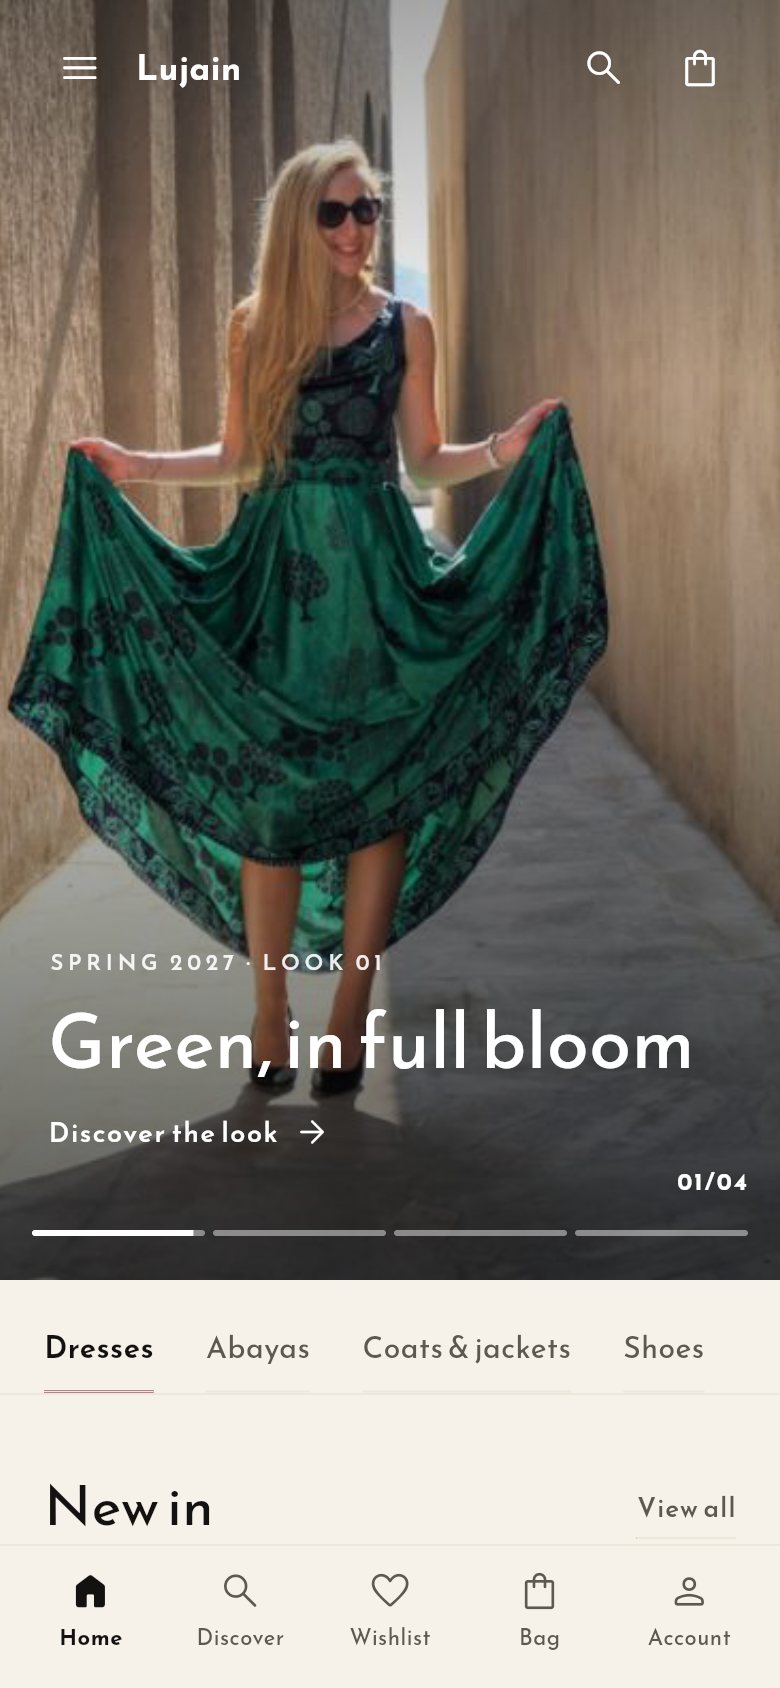 Lujain
SPRING 2027 · LOOK 01
Green, in full bloom
Discover the look
01/04
Dresses Abayas Coats & jackets Shoes
New in View all
Home Discover Wishlist Bag Account